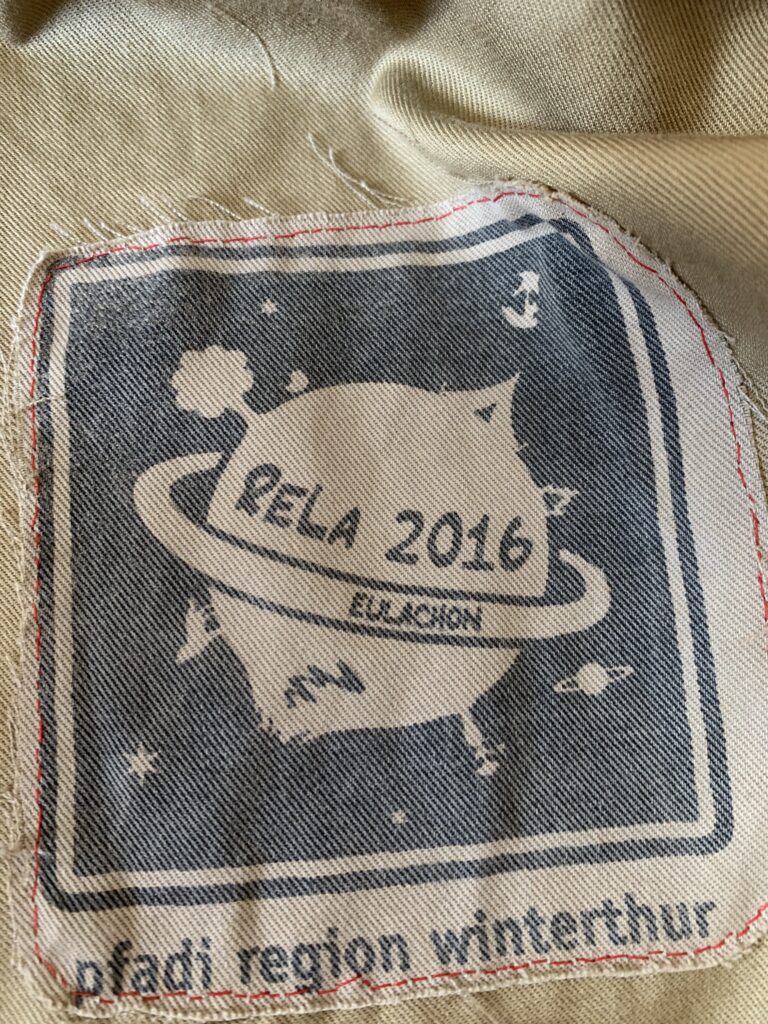 ReLa 2016
EULACHON
pfadi region winterthur